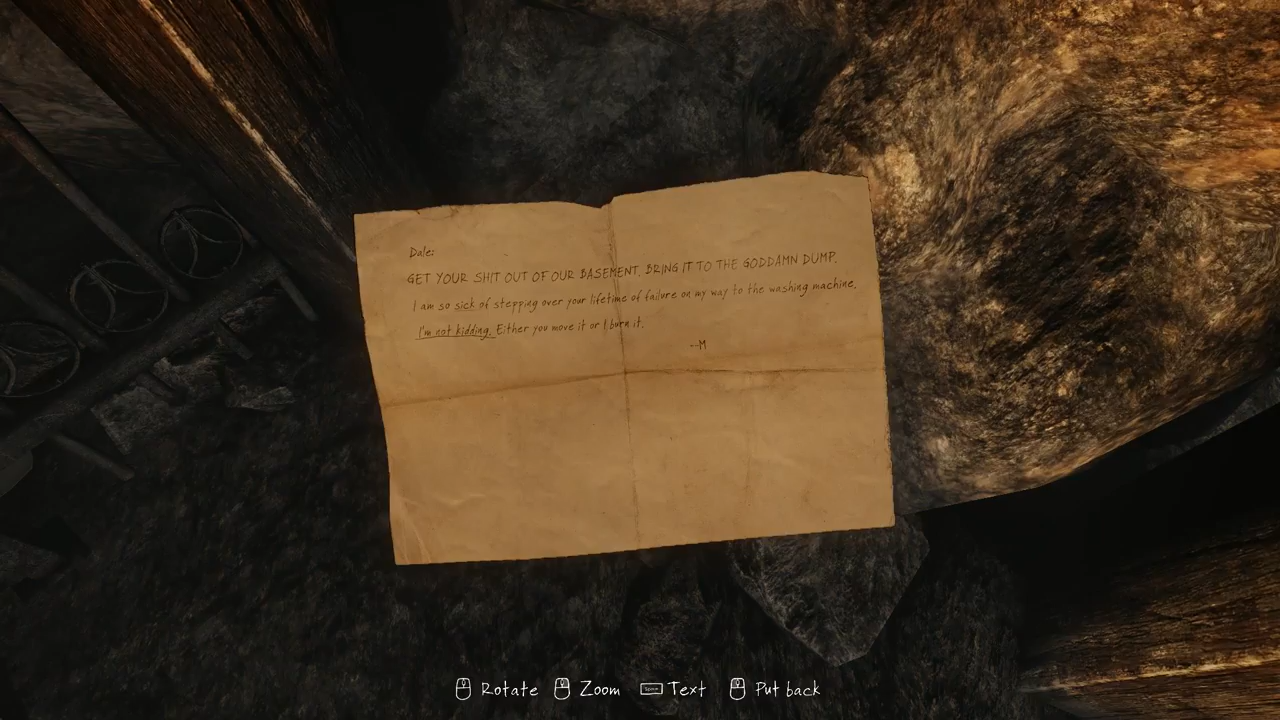 Dale:
GET YOUR SHIT OUT OF OUR BASEMENT. BRING IT TO THE GODDAMN DUMP.
I am so sick of stepping over your lifetime of failure on my way to the washing machine.
I'm not kidding. Either you move it or I burn it.
--M
Rotate Zoom Space Text Put back